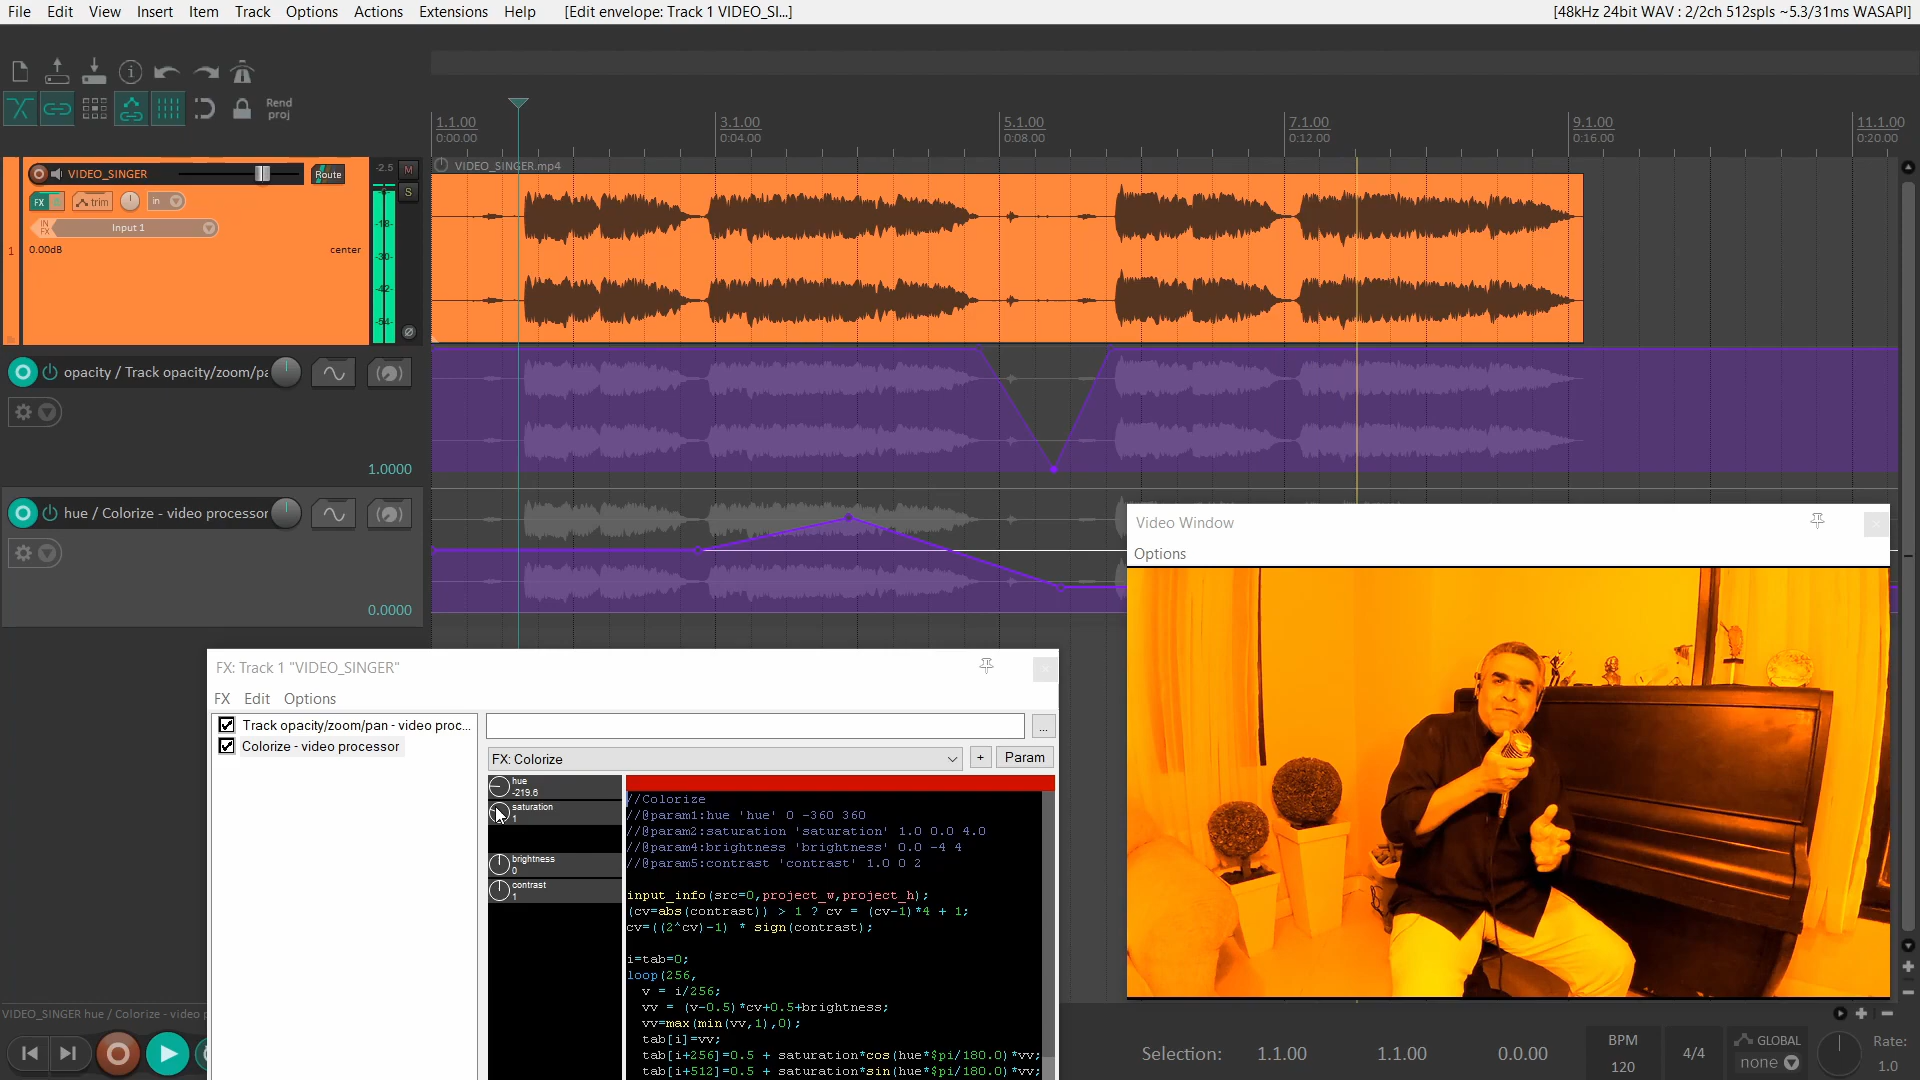 File Edit View Insert Item Track Options Actions Extensions Help [Edit envelope: Track 1 VIDEO_SI...] [48kHz 24bit WAV : 2/2ch 512spls ~5.3/31ms WASAPI]
Rend
proj
1.1.00 3.1.00 5.1.00 7.1.00 9.1.00 11.1.00
0:00.00 0:04.00 0:08.00 0:12.00 0:16.00 0:20.00
VIDEO_SINGER.mp4
VIDEO_SINGER Route -2.5 M
S
FX trim in
IN
FX
Input 1
0.00dB center
1
-18-
-30-
-42-
-54-
opacity / Track opacity/zoom/pa
1.0000
hue / Colorize - video processor
0.0000
Video Window
Options
FX: Track 1 "VIDEO_SINGER"
FX Edit Options
Track opacity/zoom/pan - video proc...
Colorize - video processor
...
FX: Colorize + Param
hue
-219.6
saturation
1
brightness
0
contrast
1
//Colorize
//@param1:hue 'hue' 0 -360 360
//@param2:saturation 'saturation' 1.0 0.0 4.0
//@param4:brightness 'brightness' 0.0 -4 4
//@param5:contrast 'contrast' 1.0 0 2
input_info(src=0,project_w,project_h);
(cv=abs(contrast)) > 1 ? cv = (cv-1)*4 + 1;
cv=((2^cv)-1) * sign(contrast);
i=tab=0;
loop(256,
v = i/256;
vv = (v-0.5)*cv+0.5+brightness;
vv=max(min(vv,1),0);
tab[i]=vv;
tab[i+256]=0.5 + saturation*cos(hue*$pi/180.0)*vv;
tab[i+512]=0.5 + saturation*sin(hue*$pi/180.0)*vv;
VIDEO_SINGER hue / Colorize - video p
Selection: 1.1.00 1.1.00 0.0.00
BPM
120
4/4
GLOBAL
none
Rate:
1.0